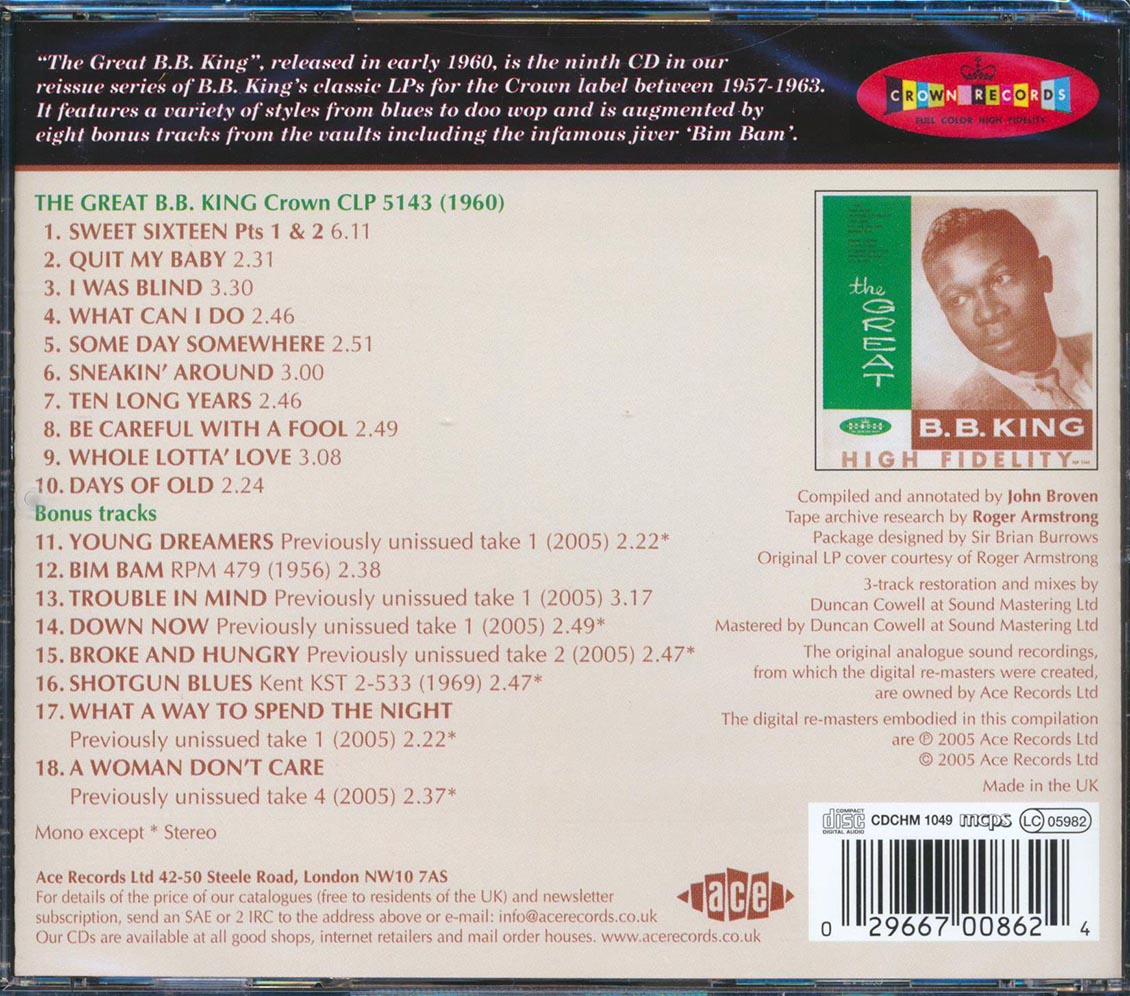 “The Great B.B. King”, released in early 1960, is the ninth CD in our
reissue series of B.B. King’s classic LPs for the Crown label between 1957-1963.
It features a variety of styles from blues to doo wop and is augmented by
eight bonus tracks from the vaults including the infamous jiver ‘Bim Bam’.
CROWN RECORDS
FULL COLOR HIGH FIDELITY
THE GREAT B.B. KING Crown CLP 5143 (1960)
1. SWEET SIXTEEN Pts 1 & 2 6.11
2. QUIT MY BABY 2.31
3. I WAS BLIND 3.30
4. WHAT CAN I DO 2.46
5. SOME DAY SOMEWHERE 2.51
6. SNEAKIN’ AROUND 3.00
7. TEN LONG YEARS 2.46
8. BE CAREFUL WITH A FOOL 2.49
9. WHOLE LOTTA’ LOVE 3.08
10. DAYS OF OLD 2.24
Bonus tracks
11. YOUNG DREAMERS Previously unissued take 1 (2005) 2.22*
12. BIM BAM RPM 479 (1956) 2.38
13. TROUBLE IN MIND Previously unissued take 1 (2005) 3.17
14. DOWN NOW Previously unissued take 1 (2005) 2.49*
15. BROKE AND HUNGRY Previously unissued take 2 (2005) 2.47*
16. SHOTGUN BLUES Kent KST 2-533 (1969) 2.47*
17. WHAT A WAY TO SPEND THE NIGHT
Previously unissued take 1 (2005) 2.22*
18. A WOMAN DON’T CARE
Previously unissued take 4 (2005) 2.37*
Mono except * Stereo
the
GREAT
B.B. KING
HIGH FIDELITY
Compiled and annotated by John Broven
Tape archive research by Roger Armstrong
Package designed by Sir Brian Burrows
Original LP cover courtesy of Roger Armstrong
3-track restoration and mixes by
Duncan Cowell at Sound Mastering Ltd
Mastered by Duncan Cowell at Sound Mastering Ltd
The original analogue sound recordings,
from which the digital re-masters were created,
are owned by Ace Records Ltd
The digital re-masters embodied in this compilation
are ℗ 2005 Ace Records Ltd
© 2005 Ace Records Ltd
Made in the UK
Ace Records Ltd 42-50 Steele Road, London NW10 7AS
For details of the price of our catalogues (free to residents of the UK) and newsletter
subscription, send an SAE or 2 IRC to the address above or e-mail: info@acerecords.co.uk
Our CDs are available at all good shops, internet retailers and mail order houses. www.acerecords.co.uk
ace
COMPACT
disc
DIGITAL AUDIO
CDCHM 1049 mcps LC 05982
0 29667 00862 4